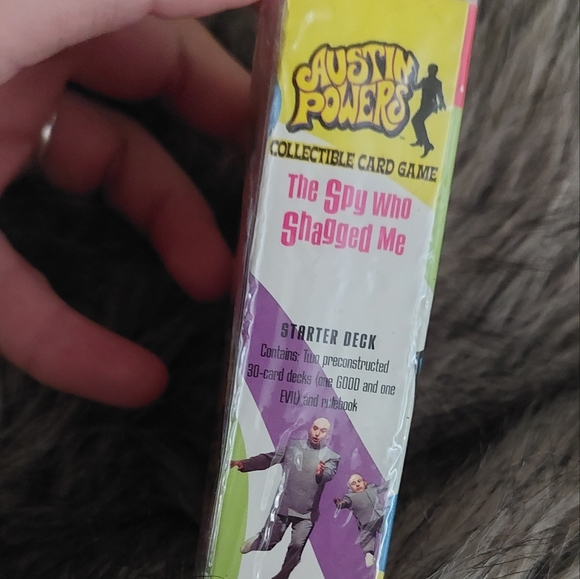 AUSTIN
POWERS
COLLECTIBLE CARD GAME
The Spy Who
Shagged Me
STARTER DECK
Contains: Two preconstructed
30-card decks (one GOOD and one
EVIL) and rulebook